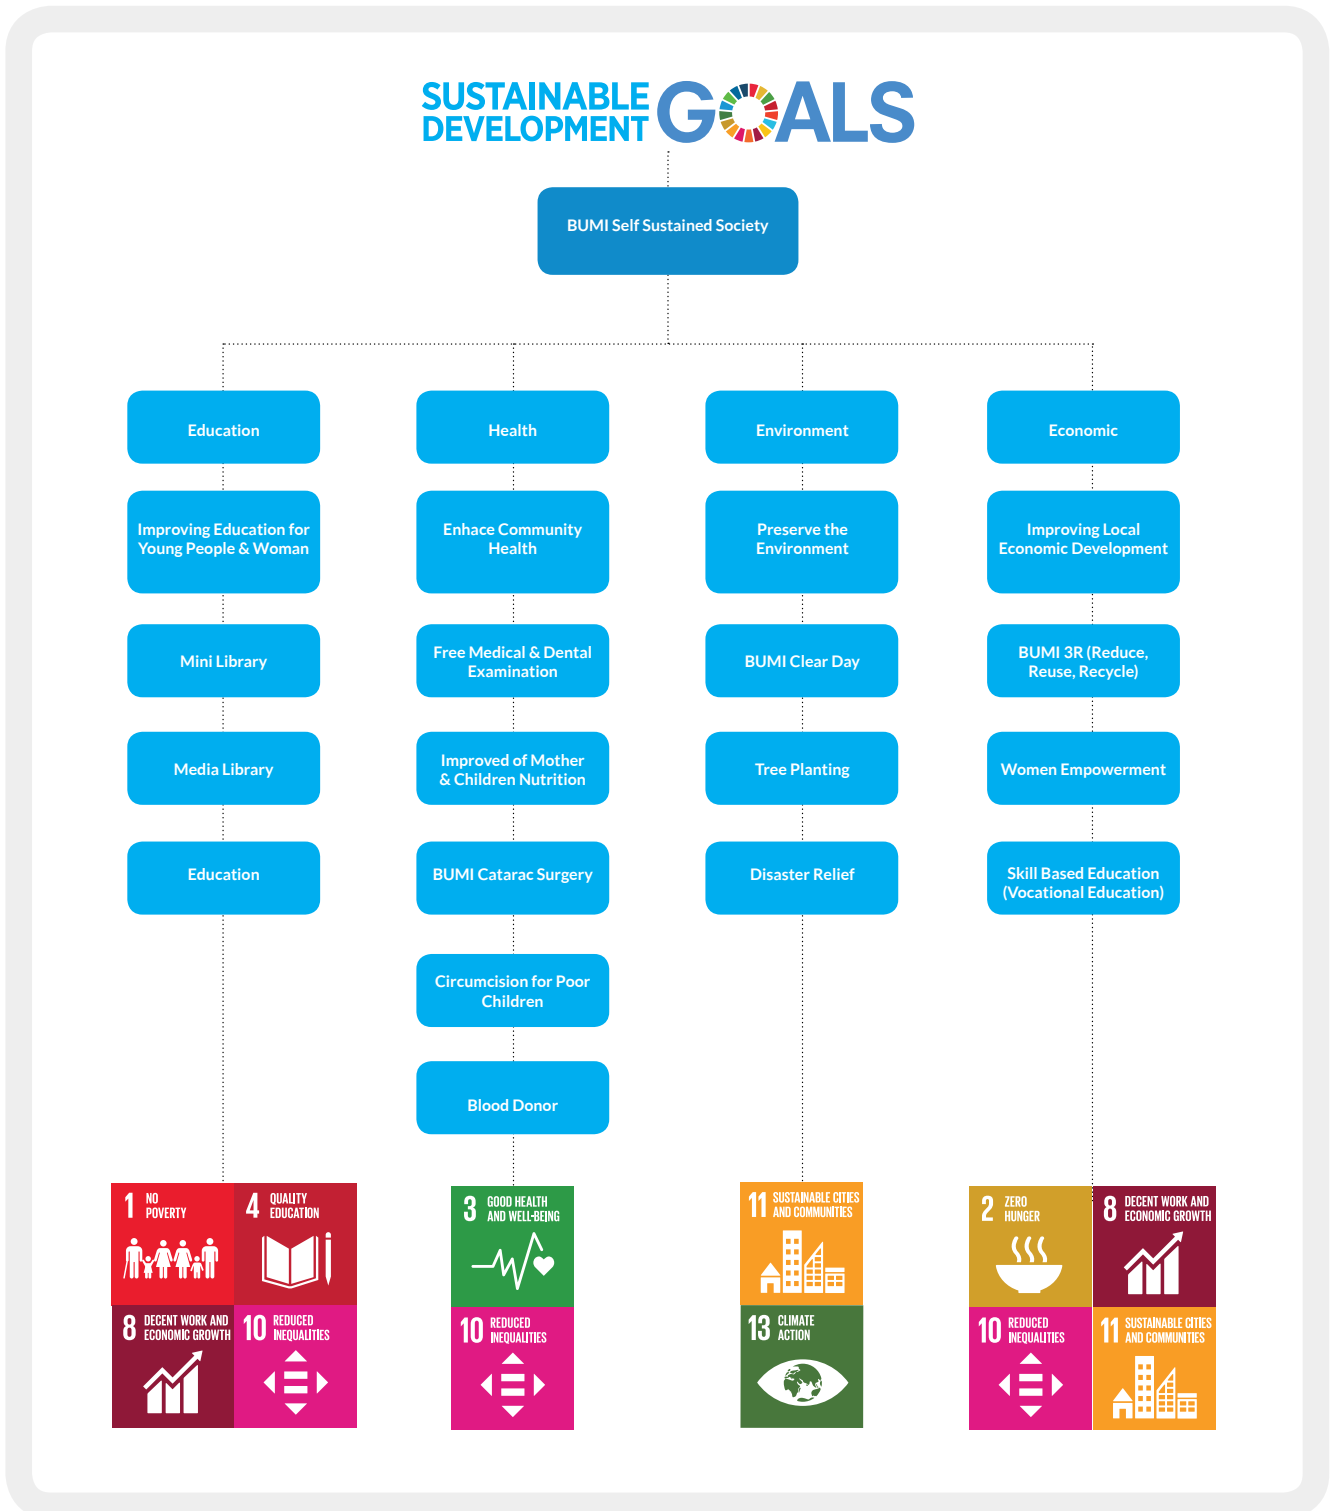 SUSTAINABLE
DEVELOPMENT
GOALS
BUMI Self Sustained Society
Education
Health
Environment
Economic
Improving Education for
Young People & Woman
Enhace Community
Health
Preserve the
Environment
Improving Local
Economic Development
Mini Library
Free Medical & Dental
Examination
BUMI Clear Day
BUMI 3R (Reduce,
Reuse, Recycle)
Media Library
Improved of Mother
& Children Nutrition
Tree Planting
Women Empowerment
Education
BUMI Catarac Surgery
Disaster Relief
Skill Based Education
(Vocational Education)
Circumcision for Poor
Children
Blood Donor
1 NO
POVERTY
4 QUALITY
EDUCATION
3 GOOD HEALTH
AND WELL-BEING
11 SUSTAINABLE CITIES
AND COMMUNITIES
2 ZERO
HUNGER
8 DECENT WORK AND
ECONOMIC GROWTH
8 DECENT WORK AND
ECONOMIC GROWTH
10 REDUCED
INEQUALITIES
10 REDUCED
INEQUALITIES
13 CLIMATE
ACTION
10 REDUCED
INEQUALITIES
11 SUSTAINABLE CITIES
AND COMMUNITIES